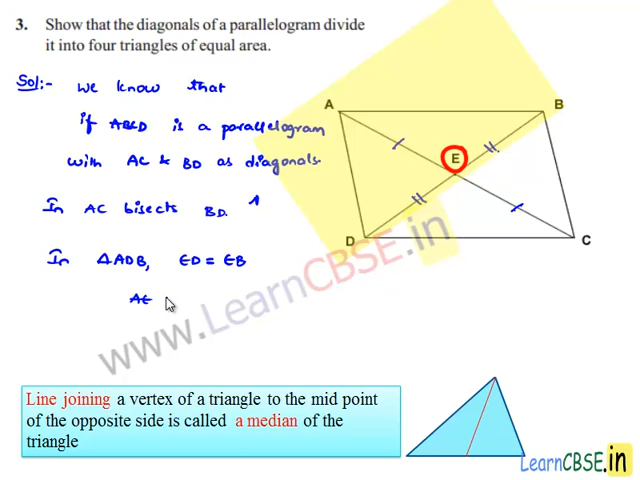 3. Show that the diagonals of a parallelogram divide
it into four triangles of equal area.
Sol:- We know that
if ABCD is a parallelogram
with AC & BD as diagonals.
In AC bisects BD.
In ΔADB, ED = EB
AE
A
B
E
D
C
www.LearnCBSE.in
Line joining a vertex of a triangle to the mid point
of the opposite side is called a median of the
triangle
LearnCBSE.in